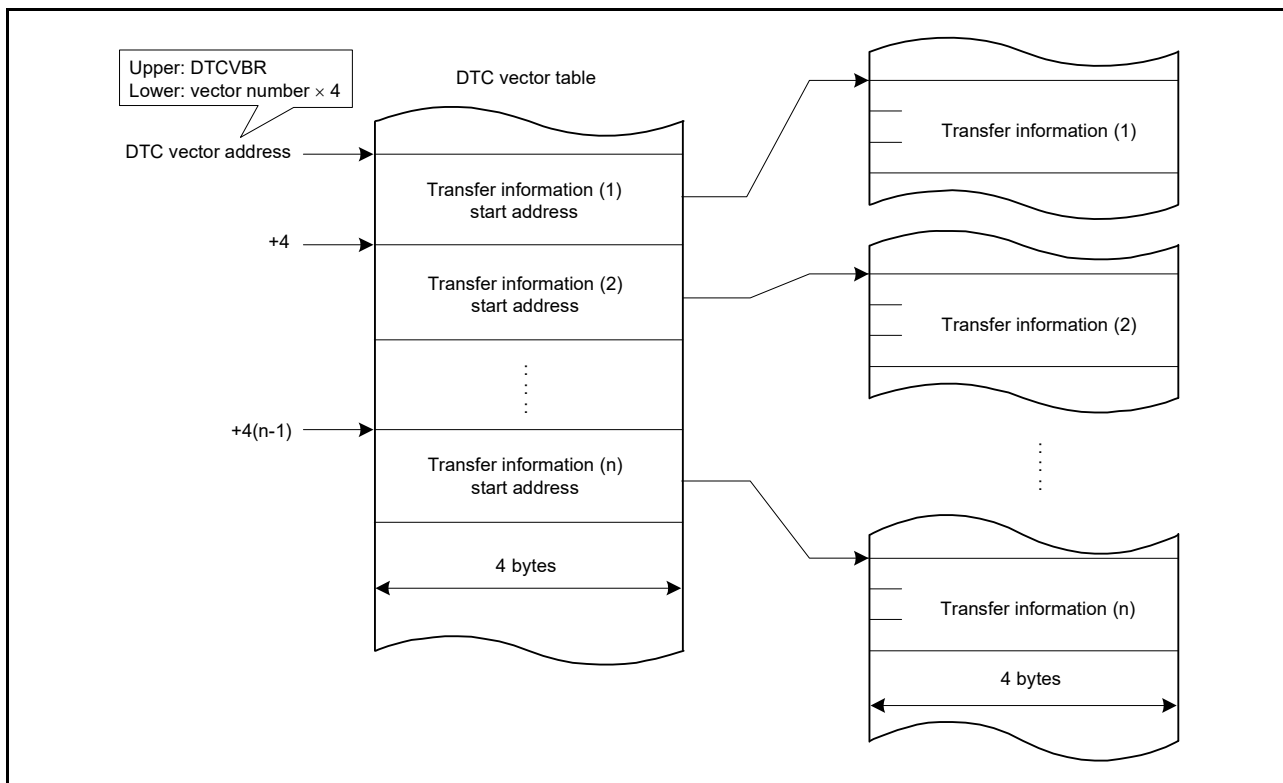 Upper: DTCVBR
Lower: vector number × 4
DTC vector table
DTC vector address
Transfer information (1)
start address
+4
Transfer information (2)
start address
+4(n-1)
Transfer information (n)
start address
4 bytes
Transfer information (1)
Transfer information (2)
Transfer information (n)
4 bytes